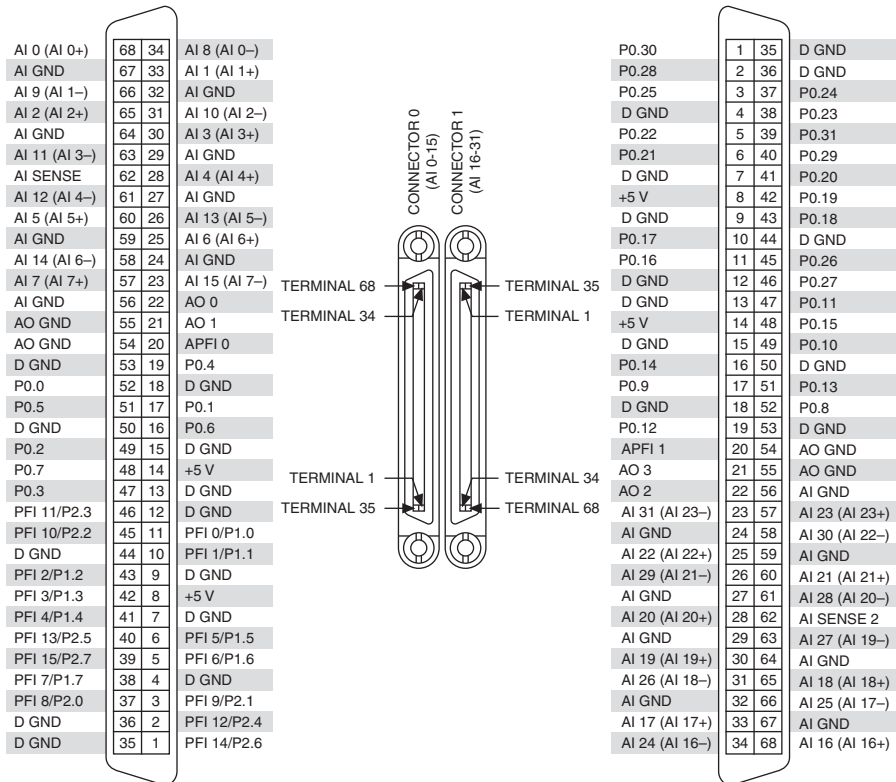 AI 0 (AI 0+) 68 34 AI 8 (AI 0–)
AI GND 67 33 AI 1 (AI 1+)
AI 9 (AI 1–) 66 32 AI GND
AI 2 (AI 2+) 65 31 AI 10 (AI 2–)
AI GND 64 30 AI 3 (AI 3+)
AI 11 (AI 3–) 63 29 AI GND
AI SENSE 62 28 AI 4 (AI 4+)
AI 12 (AI 4–) 61 27 AI GND
AI 5 (AI 5+) 60 26 AI 13 (AI 5–)
AI GND 59 25 AI 6 (AI 6+)
AI 14 (AI 6–) 58 24 AI GND
AI 7 (AI 7+) 57 23 AI 15 (AI 7–)
AI GND 56 22 AO 0
AO GND 55 21 AO 1
AO GND 54 20 APFI 0
D GND 53 19 P0.4
P0.0 52 18 D GND
P0.5 51 17 P0.1
D GND 50 16 P0.6
P0.2 49 15 D GND
P0.7 48 14 +5 V
P0.3 47 13 D GND
PFI 11/P2.3 46 12 D GND
PFI 10/P2.2 45 11 PFI 0/P1.0
D GND 44 10 PFI 1/P1.1
PFI 2/P1.2 43 9 D GND
PFI 3/P1.3 42 8 +5 V
PFI 4/P1.4 41 7 D GND
PFI 13/P2.5 40 6 PFI 5/P1.5
PFI 15/P2.7 39 5 PFI 6/P1.6
PFI 7/P1.7 38 4 D GND
PFI 8/P2.0 37 3 PFI 9/P2.1
D GND 36 2 PFI 12/P2.4
D GND 35 1 PFI 14/P2.6
CONNECTOR 0
(AI 0-15)
CONNECTOR 1
(AI 16-31)
TERMINAL 68
TERMINAL 34
TERMINAL 35
TERMINAL 1
TERMINAL 1
TERMINAL 35
TERMINAL 34
TERMINAL 68
P0.30 1 35 D GND
P0.28 2 36 D GND
P0.25 3 37 P0.24
D GND 4 38 P0.23
P0.22 5 39 P0.31
P0.21 6 40 P0.29
D GND 7 41 P0.20
+5 V 8 42 P0.19
D GND 9 43 P0.18
P0.17 10 44 D GND
P0.16 11 45 P0.26
D GND 12 46 P0.27
D GND 13 47 P0.11
+5 V 14 48 P0.15
D GND 15 49 P0.10
P0.14 16 50 D GND
P0.9 17 51 P0.13
D GND 18 52 P0.8
P0.12 19 53 D GND
APFI 1 20 54 AO GND
AO 3 21 55 AO GND
AO 2 22 56 AI GND
AI 31 (AI 23–) 23 57 AI 23 (AI 23+)
AI GND 24 58 AI 30 (AI 22–)
AI 22 (AI 22+) 25 59 AI GND
AI 29 (AI 21–) 26 60 AI 21 (AI 21+)
AI GND 27 61 AI 28 (AI 20–)
AI 20 (AI 20+) 28 62 AI SENSE 2
AI GND 29 63 AI 27 (AI 19–)
AI 19 (AI 19+) 30 64 AI GND
AI 26 (AI 18–) 31 65 AI 18 (AI 18+)
AI GND 32 66 AI 25 (AI 17–)
AI 17 (AI 17+) 33 67 AI GND
AI 24 (AI 16–) 34 68 AI 16 (AI 16+)